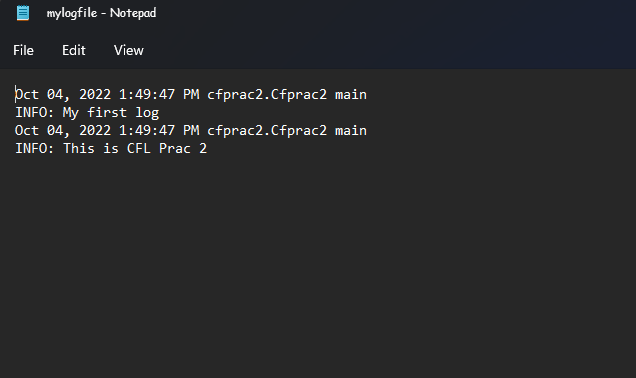 mylogfile - Notepad
File Edit View
Oct 04, 2022 1:49:47 PM cfprac2.Cfprac2 main
INFO: My first log
Oct 04, 2022 1:49:47 PM cfprac2.Cfprac2 main
INFO: This is CFL Prac 2